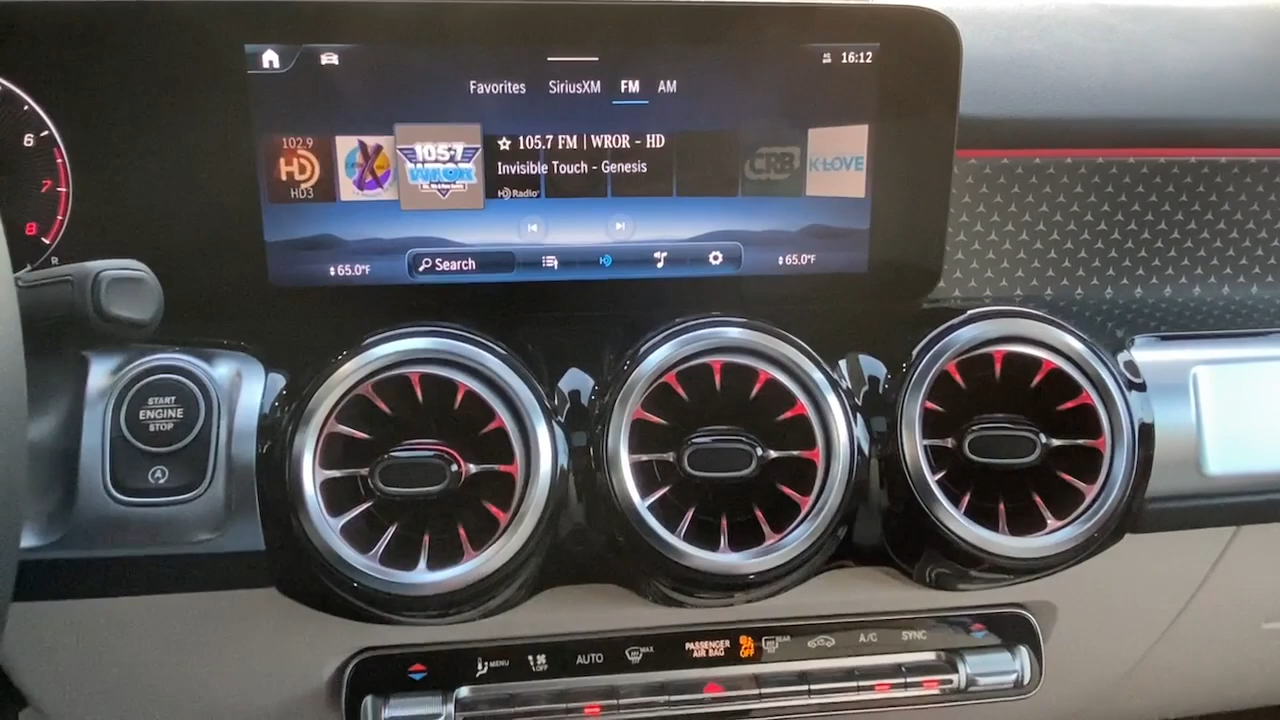 16:12
Favorites SiriusXM FM AM
102.9
HD
HD3
X
105.7
WROR
105.7 FM | WROR - HD
Invisible Touch - Genesis
HD Radio
CRB
K-LOVE
65.0°F
Search
HD
65.0°F
6
7
8
R
START
ENGINE
STOP
A
MENU
OFF
AUTO
MAX
PASSENGER
AIR BAG
OFF
REAR
A/C
SYNC